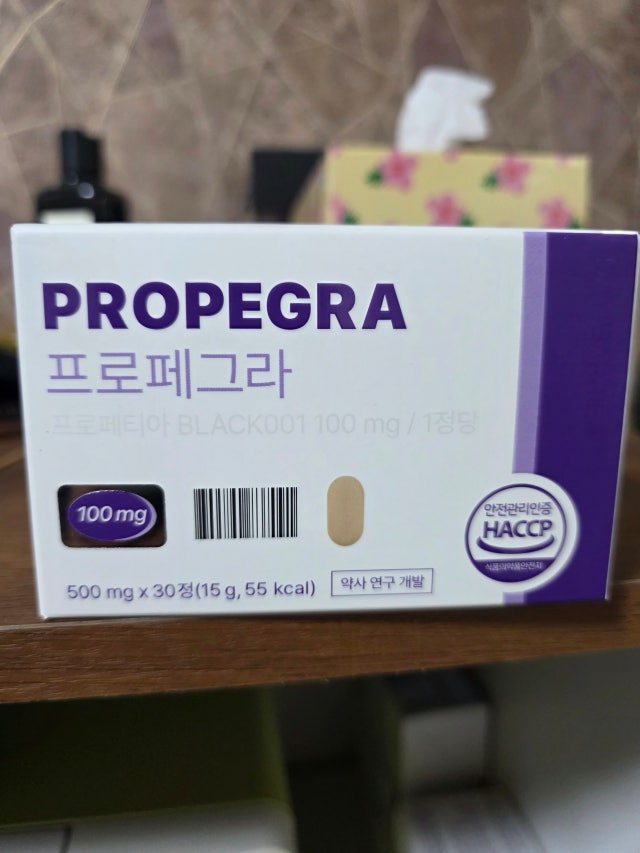 PROPEGRA
프로페그라
프로페티아 BLACK001 100 mg / 1정당
100 mg
안전관리인증
HACCP
식품의약품안전처
500 mg x 30정(15 g, 55 kcal)
약사 연구 개발